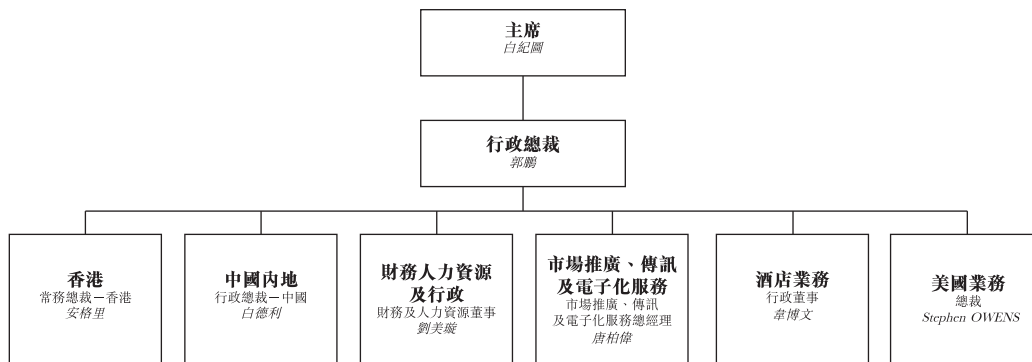 主席
白紀圖
行政總裁
郭鵬
香港
常務總裁－香港
安格里
中國內地
行政總裁－中國
白德利
財務人力資源
及行政
財務及人力資源董事
劉美璇
市場推廣、傳訊
及電子化服務
市場推廣、傳訊
及電子化服務總經理
唐柏偉
酒店業務
行政董事
韋博文
美國業務
總裁
Stephen OWENS